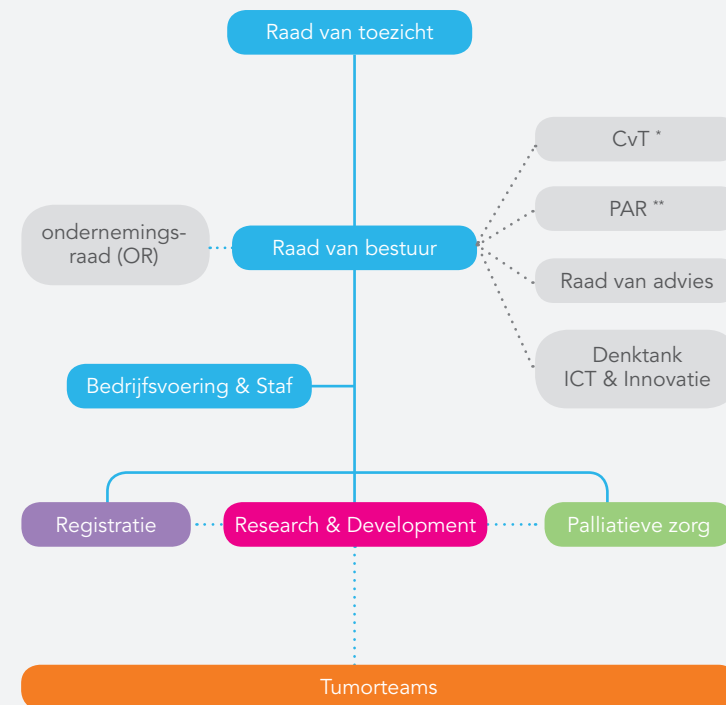 Raad van toezicht
CvT *
PAR **
ondernemings-
raad (OR)
Raad van bestuur
Raad van advies
Denktank
ICT & Innovatie
Bedrijfsvoering & Staf
Registratie
Research & Development
Palliatieve zorg
Tumorteams